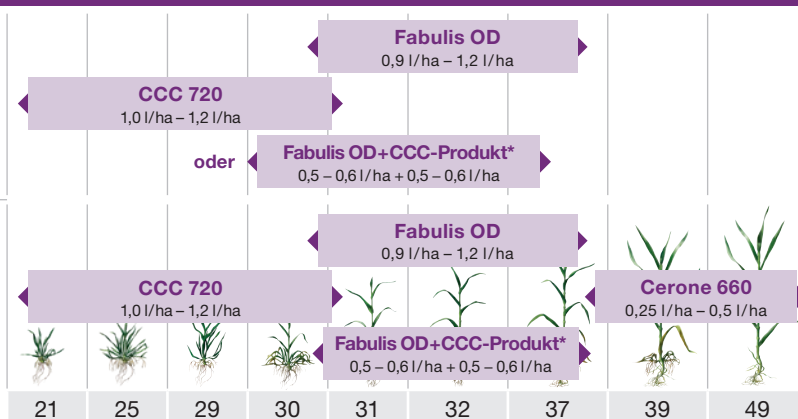 Fabulis OD
0,9 l/ha – 1,2 l/ha
CCC 720
1,0 l/ha – 1,2 l/ha
oder
Fabulis OD+CCC-Produkt*
0,5 – 0,6 l/ha + 0,5 – 0,6 l/ha
Fabulis OD
0,9 l/ha – 1,2 l/ha
CCC 720
1,0 l/ha – 1,2 l/ha
Cerone 660
0,25 l/ha – 0,5 l/ha
Fabulis OD+CCC-Produkt*
0,5 – 0,6 l/ha + 0,5 – 0,6 l/ha
21 25 29 30 31 32 37 39 49